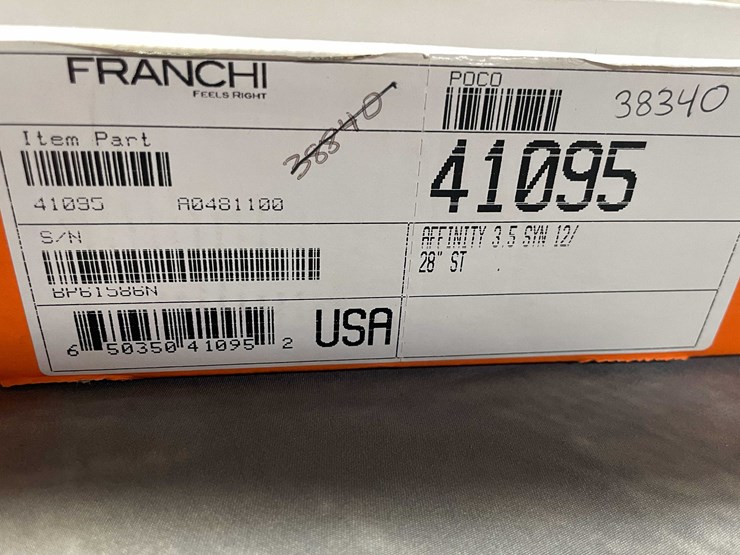 FRANCHI
FEELS RIGHT
Item Part
41095 A0481100
S/N
BP61586N
6 50350 41095 2
USA
POCO
38340
41095
AFFINITY 3.5 SYN 12/
28" ST